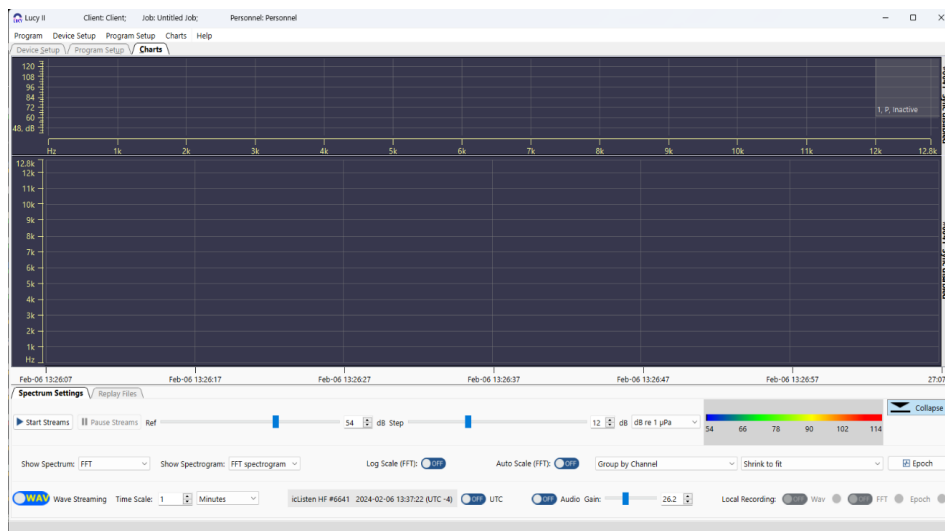 Lucy II Client: Client; Job: Untitled Job; Personnel: Personnel
Program Device Setup Program Setup Charts Help
Device Setup Program Setup Charts
120
108
96
84
72
60
48. dB
1, P, Inactive
Hz 1k 2k 3k 4k 5k 6k 7k 8k 9k 10k 11k 12k 12.8k
12.8k
12k
11k
10k
9k
8k
7k
6k
5k
4k
3k
2k
1k
Hz
Feb-06 13:26:07 Feb-06 13:26:17 Feb-06 13:26:27 Feb-06 13:26:37 Feb-06 13:26:47 Feb-06 13:26:57 27:07
Spectrum Settings Replay Files
Collapse
Start Streams Pause Streams Ref 54 dB Step 12 dB dB re 1 µPa
54 66 78 90 102 114
Show Spectrum: FFT Show Spectrogram: FFT spectrogram Log Scale (FFT): OFF Auto Scale (FFT): OFF Group by Channel Shrink to fit Epoch
WAV Wave Streaming Time Scale: 1 Minutes icListen HF #6641 2024-02-06 13:37:22 (UTC -4) OFF UTC OFF Audio Gain: 26.2 Local Recording: OFF Wav OFF FFT Epoch